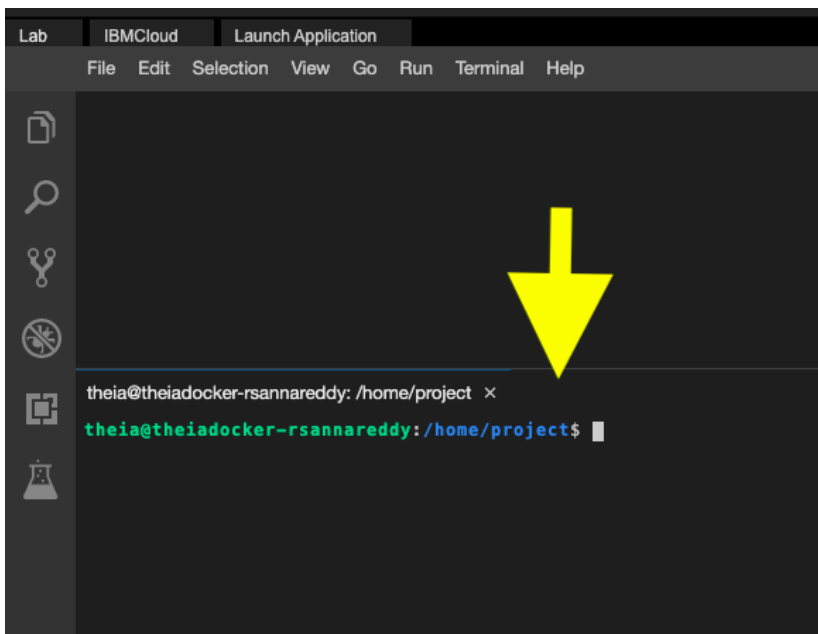 Lab IBMCloud Launch Application
File Edit Selection View Go Run Terminal Help
theia@theiadocker-rsannareddy: /home/project ×
theia@theiadocker-rsannareddy:/home/project$